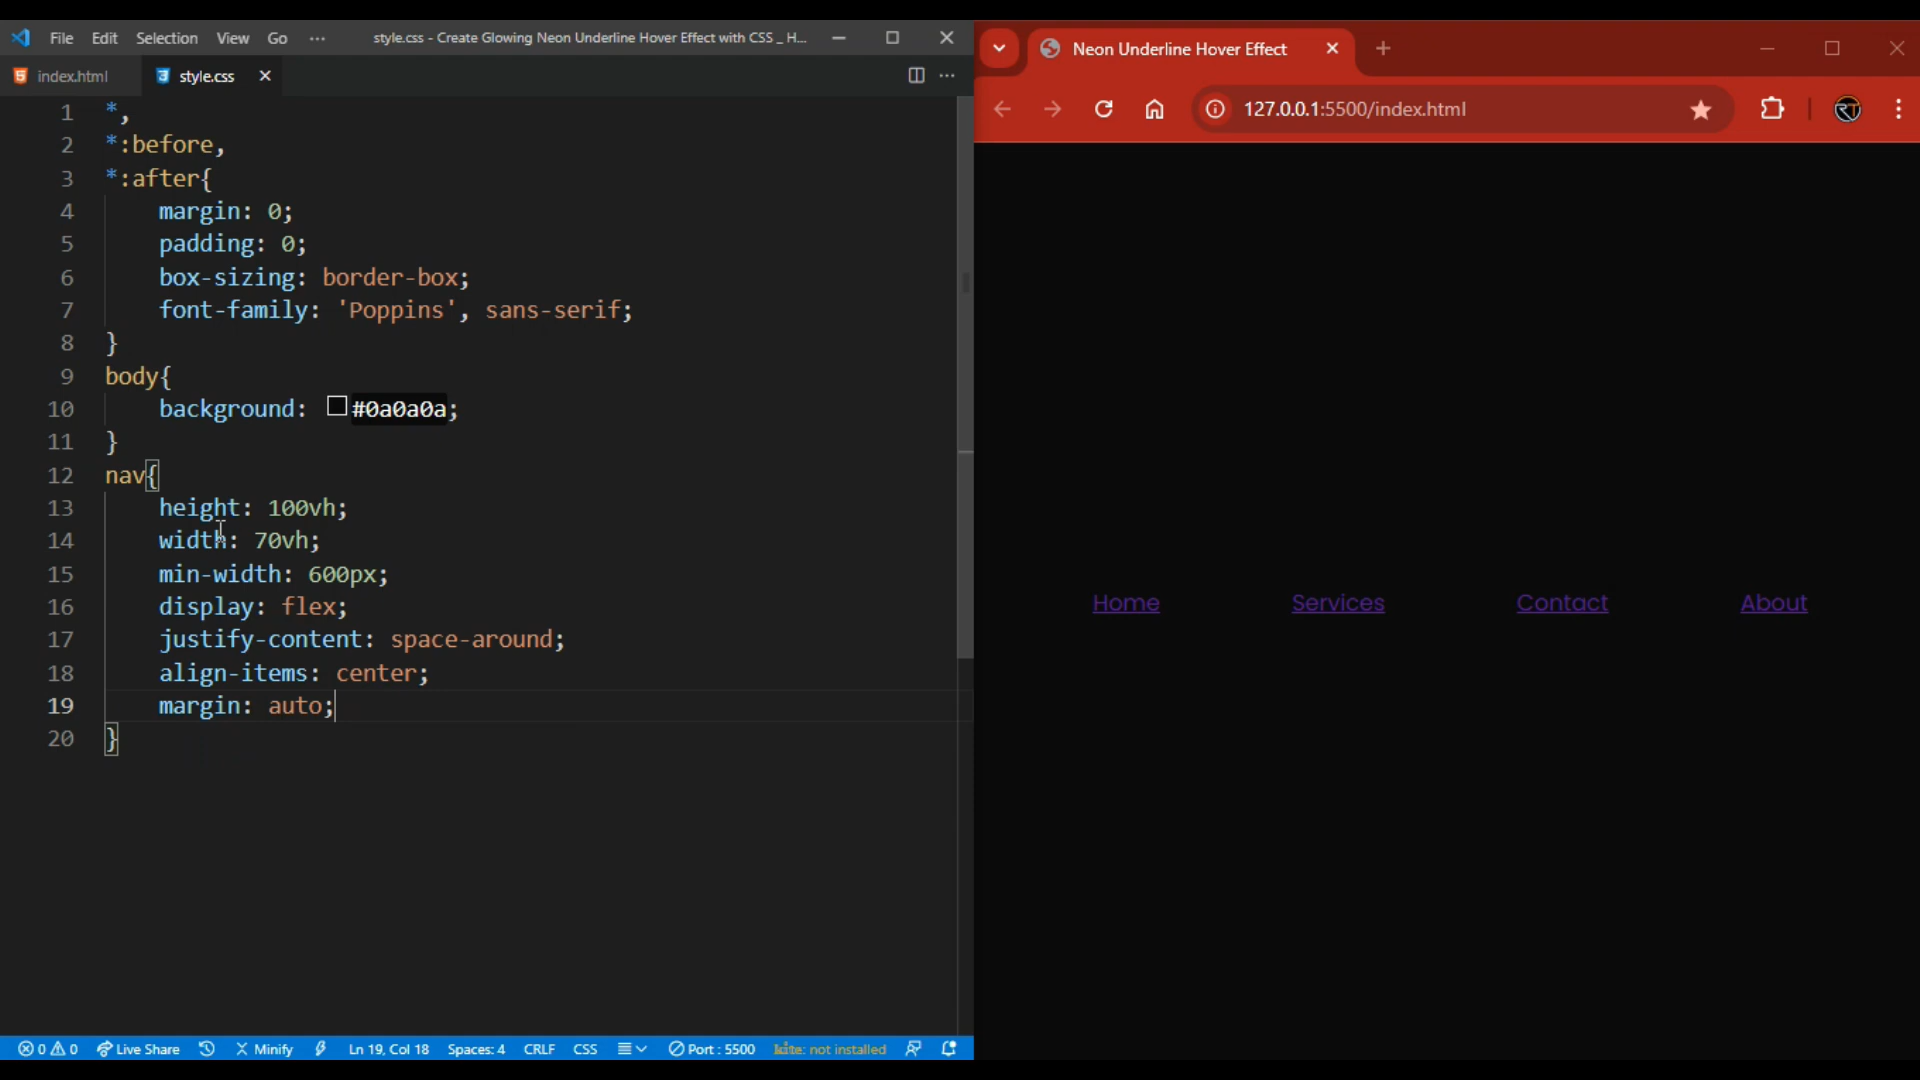 File Edit Selection View Go ··· style.css - Create Glowing Neon Underline Hover Effect with CSS _ H...
index.html style.css
1 *,
2 *:before,
3 *:after{
4 margin: 0;
5 padding: 0;
6 box-sizing: border-box;
7 font-family: 'Poppins', sans-serif;
8 }
9 body{
10 background: #0a0a0a;
11 }
12 nav{
13 height: 100vh;
14 width: 70vh;
15 min-width: 600px;
16 display: flex;
17 justify-content: space-around;
18 align-items: center;
19 margin: auto;
20 }
0 0 Live Share Minify Ln 19, Col 18 Spaces: 4 CRLF CSS Port : 5500 kite: not installed
Neon Underline Hover Effect
127.0.0.1:5500/index.html
Home Services Contact About